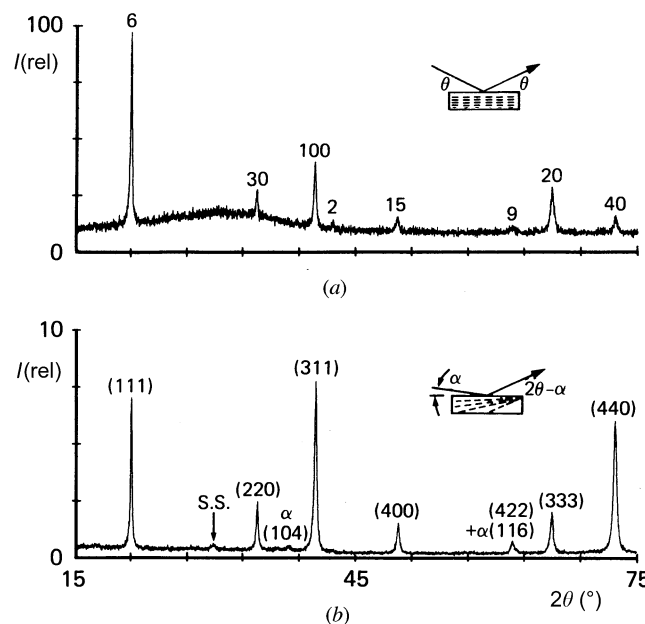 100
I(rel)
0
6
30
100
2
15
9
20
40
θ θ
(a)
10
I(rel)
0
(111)
S.S.
(220)
α
(104)
(311)
(400)
(422)
+α(116)
(333)
(440)
α
2θ–α
15 45 75
2θ (°)
(b)